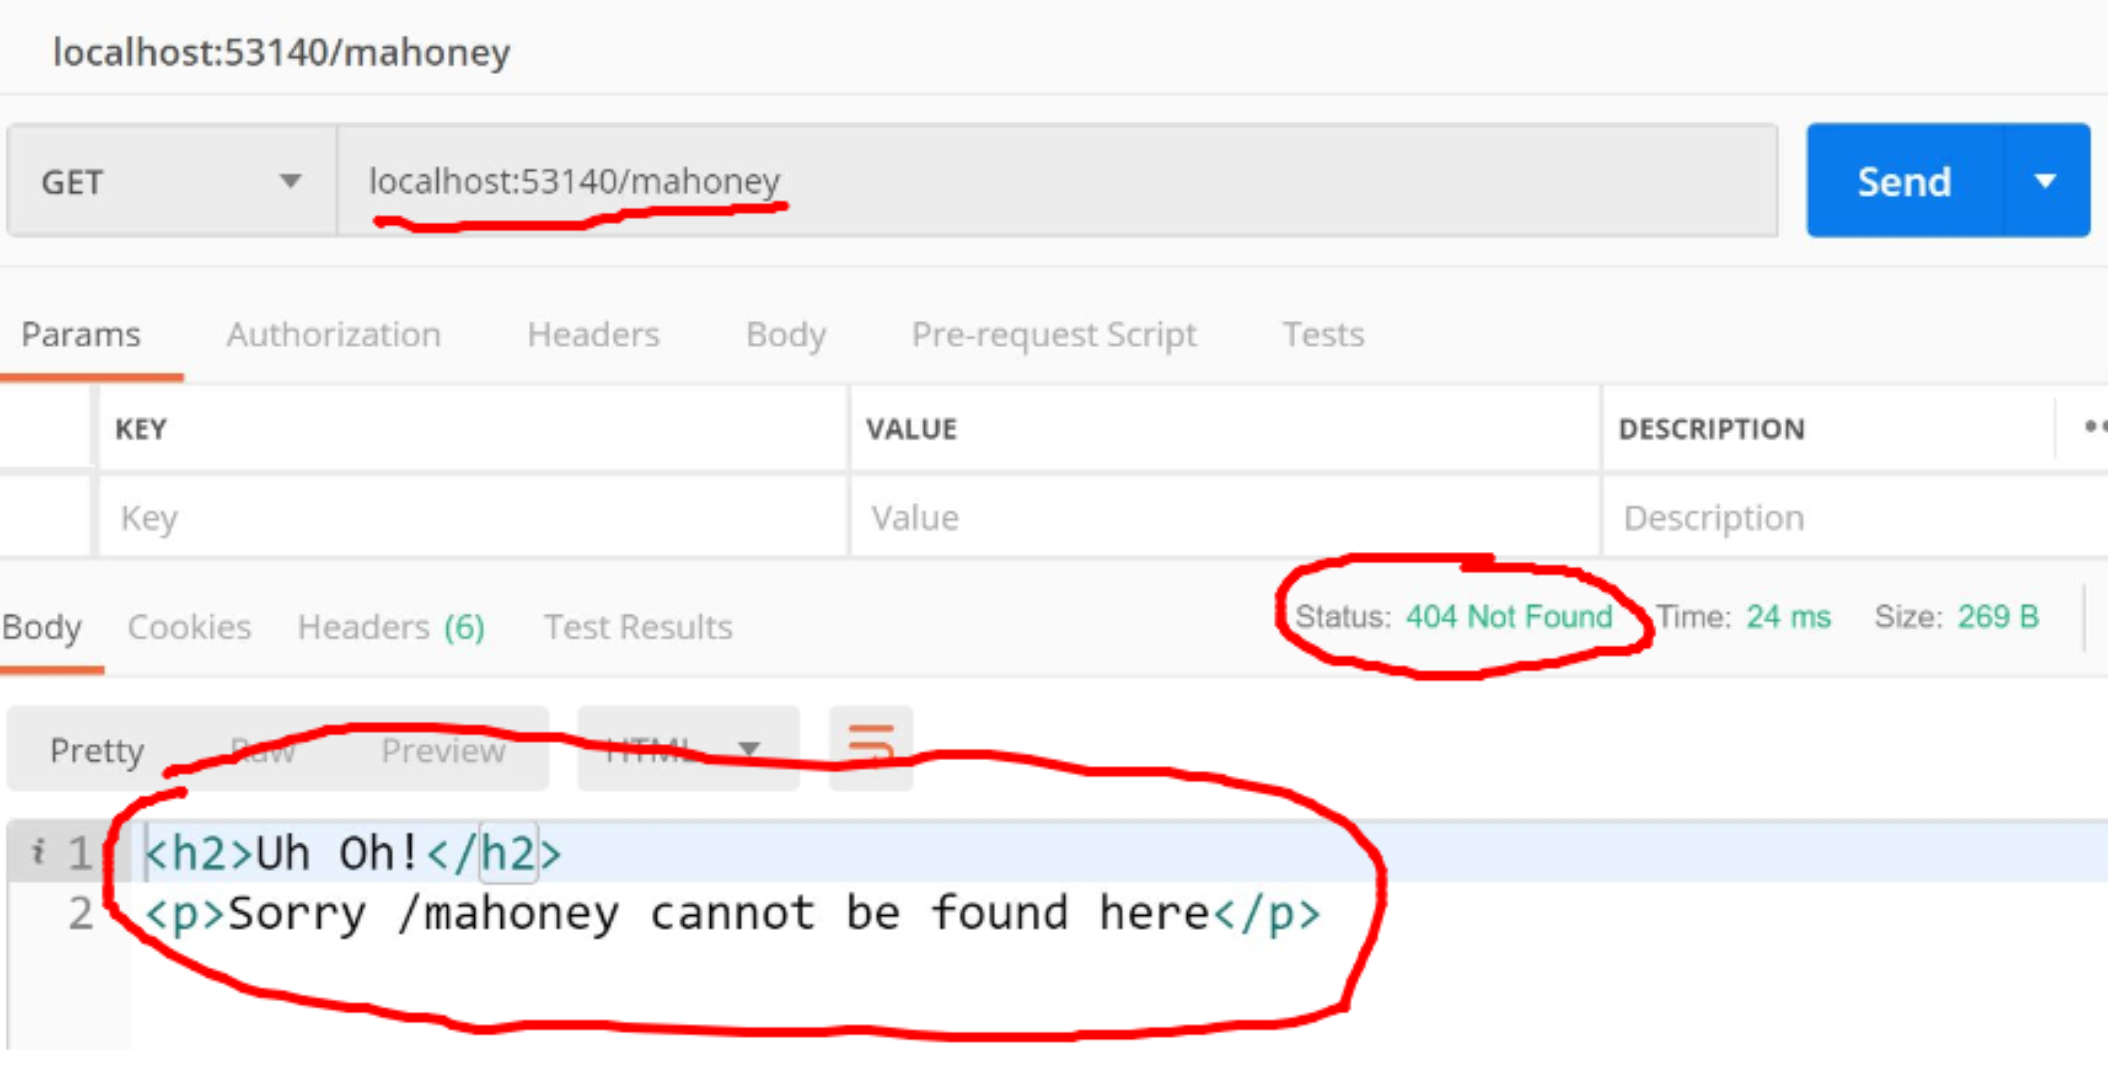 localhost:53140/mahoney
GET localhost:53140/mahoney Send
Params Authorization Headers Body Pre-request Script Tests
KEY VALUE DESCRIPTION
Key Value Description
Body Cookies Headers (6) Test Results Status: 404 Not Found Time: 24 ms Size: 269 B
Pretty Raw Preview HTML
i 1 <h2>Uh Oh!</h2>
2 <p>Sorry /mahoney cannot be found here</p>